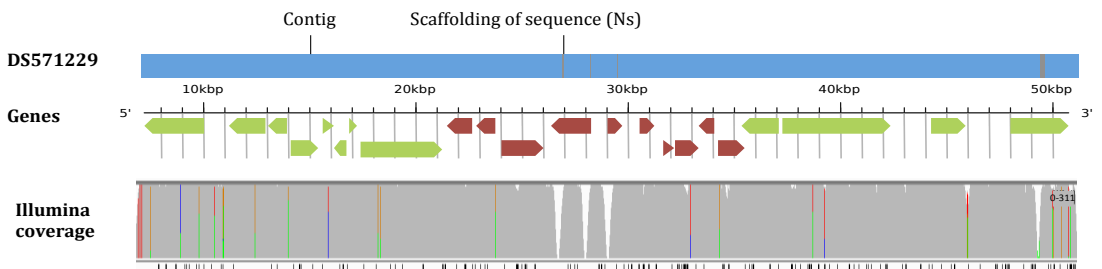 Contig
Scaffolding of sequence (Ns)
DS571229
10kbp 20kbp 30kbp 40kbp 50kbp
5' 3'
Genes
0-311
Illumina
coverage